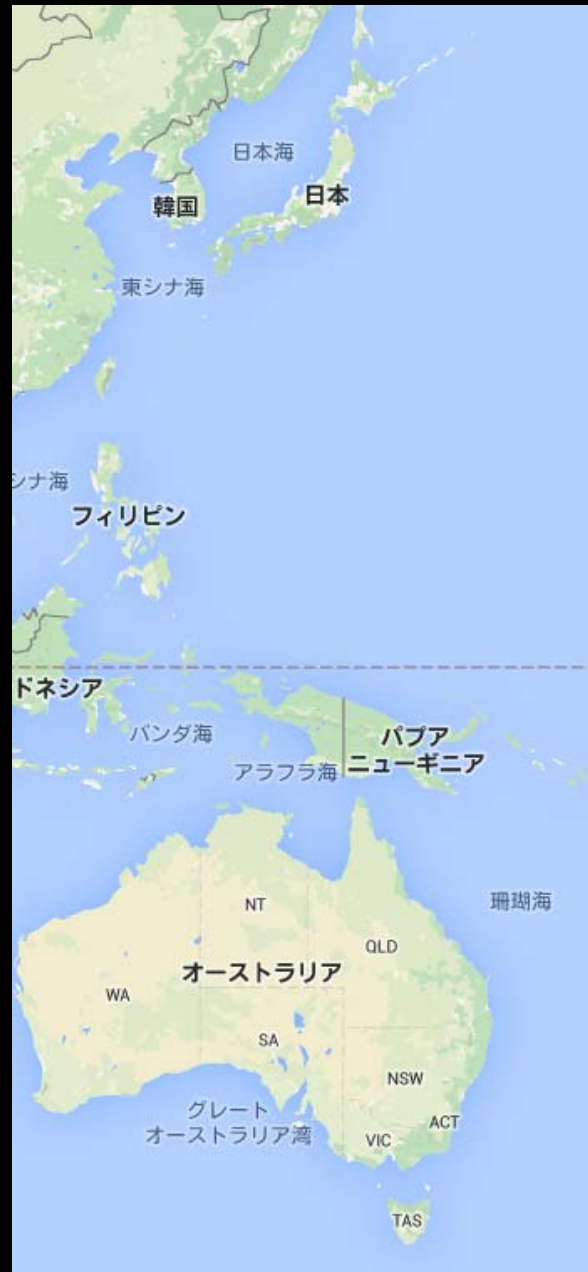 日本海
日本
韓国
東シナ海
シナ海
フィリピン
ドネシア
バンダ海
パプア
ニューギニア
アラフラ海
珊瑚海
NT
QLD
オーストラリア
WA
SA
NSW
グレート
オーストラリア湾
ACT
VIC
TAS